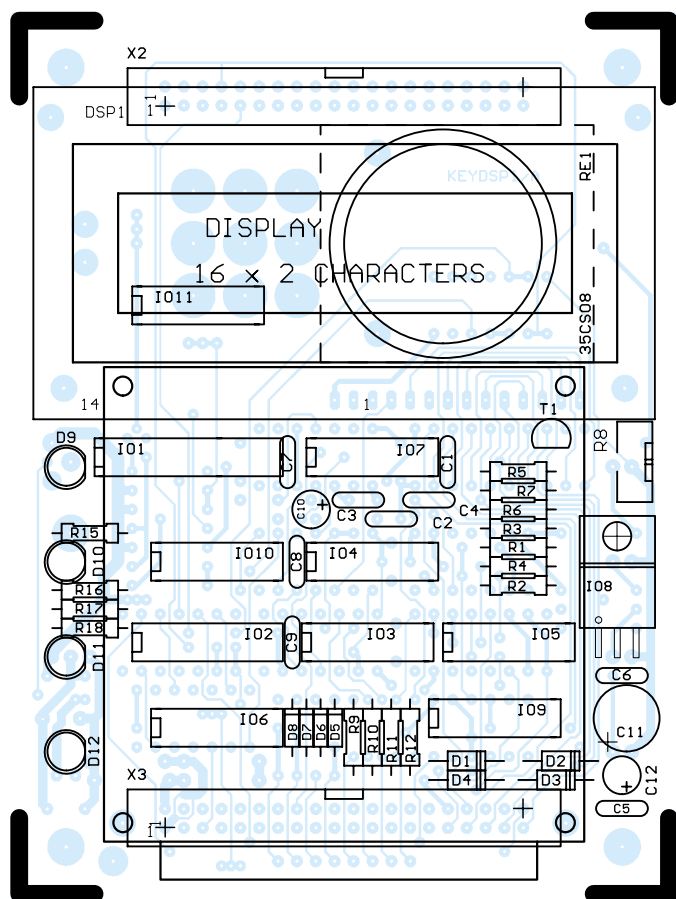 X2
DSP1
1
1
RE1
KEYDSP
DISPLAY
16 x 2 CHARACTERS
IO11
35CS08
14
1
T1
D9
IO1
C7
IO7
C1
R8
R5
R7
C10
C3
C2
C4
R6
R3
R15
D10
IO10
C8
IO4
R1
R4
R2
IO8
R16
R17
R18
D11
IO2
C9
IO3
IO5
C6
IO6
D8
D7
D6
D5
R9
R10
R11
R12
IO9
C11
D12
D1
D2
D4
D3
C12
X3
C5
1